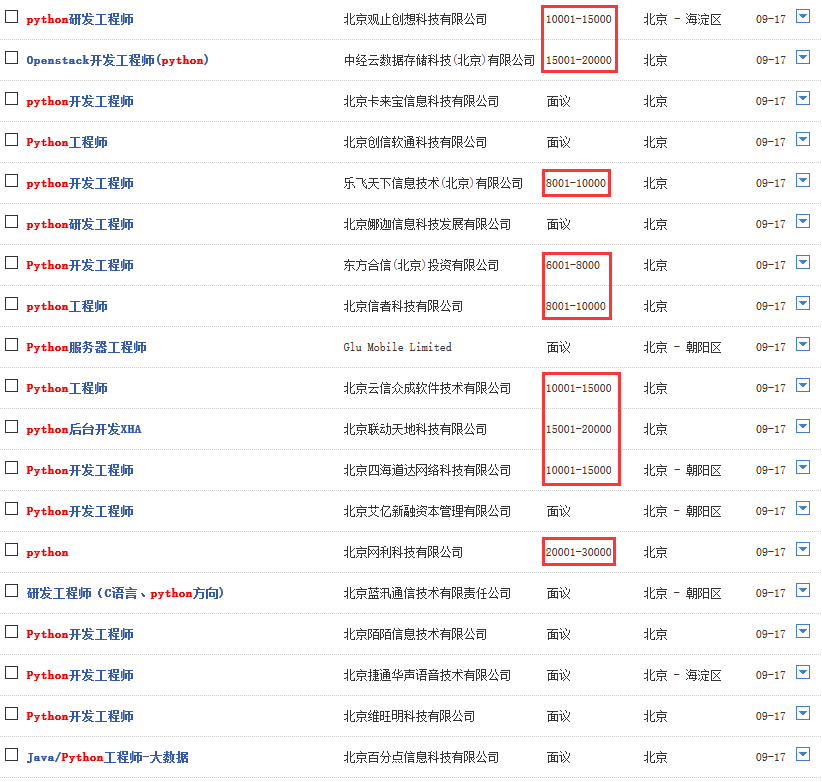 python研发工程师 北京观止创想科技有限公司 10001-15000 北京 - 海淀区 09-17
Openstack开发工程师(python) 中经云数据存储科技(北京)有限公司 15001-20000 北京 09-17
python开发工程师 北京卡来宝信息科技有限公司 面议 北京 09-17
Python工程师 北京创信软通科技有限公司 面议 北京 09-17
python开发工程师 乐飞天下信息技术(北京)有限公司 8001-10000 北京 09-17
python研发工程师 北京娜迦信息科技发展有限公司 面议 北京 09-17
Python开发工程师 东方合信(北京)投资有限公司 6001-8000 北京 09-17
python工程师 北京信者科技有限公司 8001-10000 北京 09-17
Python服务器工程师 Glu Mobile Limited 面议 北京 - 朝阳区 09-17
Python工程师 北京云信众成软件技术有限公司 10001-15000 北京 09-17
python后台开发XHA 北京联动天地科技有限公司 15001-20000 北京 09-17
Python开发工程师 北京四海道达网络科技有限公司 10001-15000 北京 - 朝阳区 09-17
Python开发工程师 北京艾亿新融资本管理有限公司 面议 北京 - 朝阳区 09-17
python 北京网利科技有限公司 20001-30000 北京 09-17
研发工程师（C语言、python方向） 北京蓝汛通信技术有限责任公司 面议 北京 - 朝阳区 09-17
Python开发工程师 北京陌陌信息技术有限公司 面议 北京 09-17
Python开发工程师 北京捷通华声语音技术有限公司 面议 北京 - 海淀区 09-17
Python开发工程师 北京维旺明科技有限公司 面议 北京 09-17
Java/Python工程师-大数据 北京百分点信息科技有限公司 面议 北京 09-17